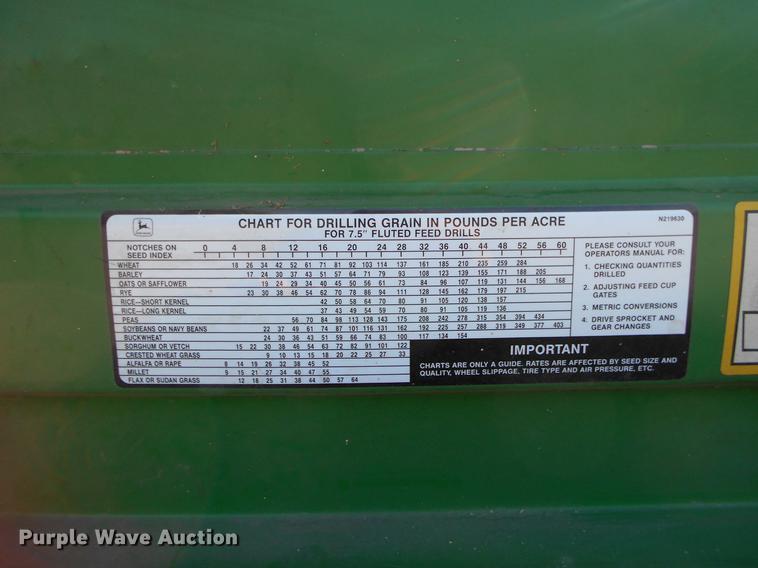 CHART FOR DRILLING GRAIN IN POUNDS PER ACRE
FOR 7.5" FLUTED FEED DRILLS
N219630
NOTCHES ON SEED INDEX 0 4 8 12 16 20 24 28 32 36 40 44 48 52 56 60
WHEAT 18 26 34 42 52 61 71 81 92 103 114 137 161 185 210 235 259 284
BARLEY 17 24 30 37 43 51 57 64 71 79 93 108 123 139 155 171 188 205
OATS OR SAFFLOWER 19 24 29 34 40 45 50 56 61 73 84 96 107 119 131 144 156 168
RYE 23 30 38 46 54 62 70 78 86 94 111 128 145 162 179 197 215
RICE—SHORT KERNEL 42 50 58 64 70 80 91 105 120 138 157
RICE—LONG KERNEL 37 43 49 54 59 70 80 91 105 119 136
PEAS 56 70 84 98 113 128 143 175 208 242 278 315 354 394 434
SOYBEANS OR NAVY BEANS 22 37 49 61 74 87 101 116 131 162 192 225 257 288 319 349 377 403
BUCKWHEAT 24 30 36 43 51 59 66 74 83 100 117 134 154
SORGHUM OR VETCH 15 22 30 38 46 54 63 72 82 91 101 122
CRESTED WHEAT GRASS 9 10 13 15 18 20 22 25 27 33
ALFALFA OR RAPE 8 14 19 26 32 38 45 52
MILLET 9 15 21 27 34 40 47 55
FLAX OR SUDAN GRASS 12 18 25 31 38 44 50 57 64
PLEASE CONSULT YOUR
OPERATORS MANUAL FOR:
1. CHECKING QUANTITIES
DRILLED
2. ADJUSTING FEED CUP
GATES
3. METRIC CONVERSIONS
4. DRIVE SPROCKET AND
GEAR CHANGES
IMPORTANT
CHARTS ARE ONLY A GUIDE. RATES ARE AFFECTED BY SEED SIZE AND
QUALITY, WHEEL SLIPPAGE, TIRE TYPE AND AIR PRESSURE, ETC.
Purple Wave Auction